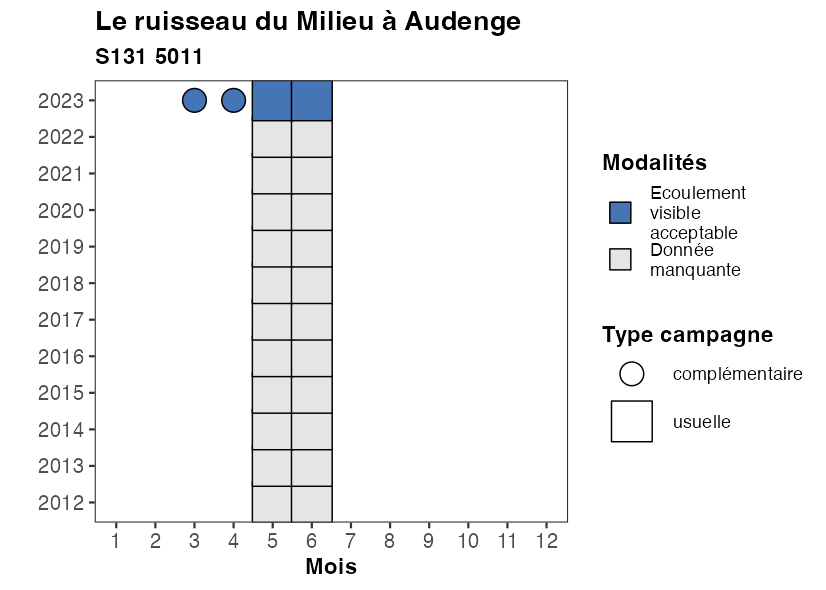 Le ruisseau du Milieu à Audenge
S131 5011
2023
2022
2021
2020
2019
2018
2017
2016
2015
2014
2013
2012
1 2 3 4 5 6 7 8 9 10 11 12
Mois
Modalités
Ecoulement
visible
acceptable
Donnée
manquante
Type campagne
complémentaire
usuelle